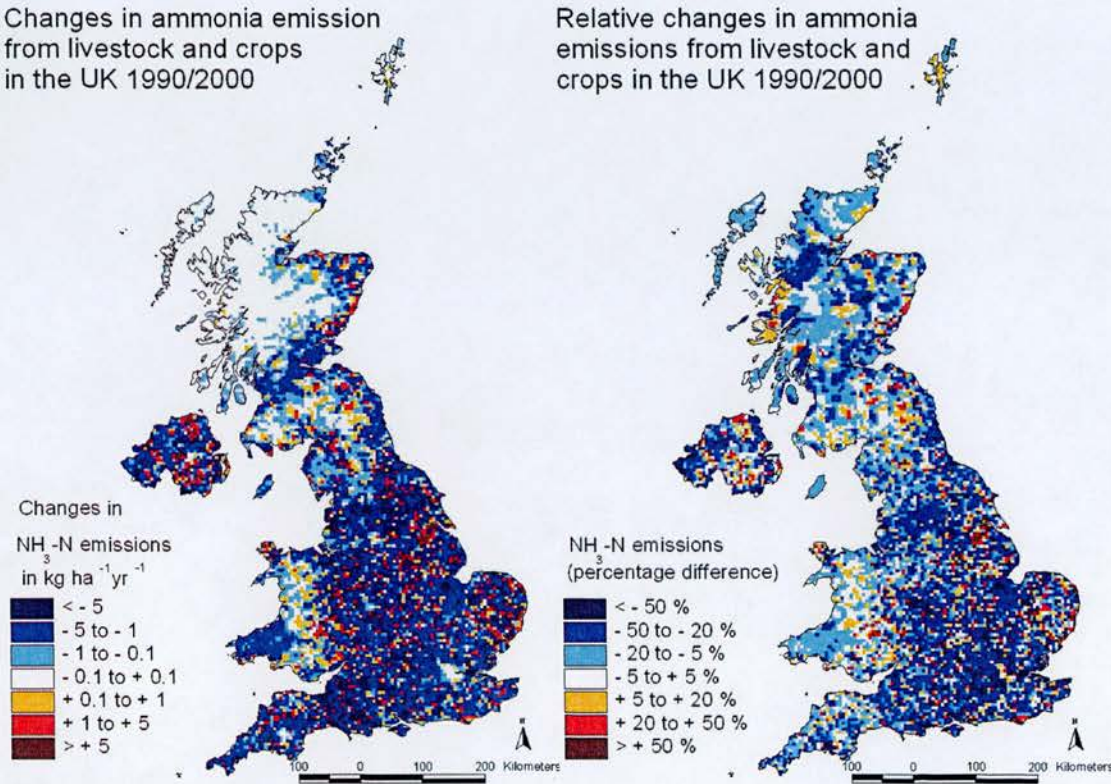 Changes in ammonia emission
from livestock and crops
in the UK 1990/2000
Changes in
NH3-N emissions
in kg ha -1 yr -1
< - 5
- 5 to - 1
- 1 to - 0.1
- 0.1 to + 0.1
+ 0.1 to + 1
+ 1 to + 5
> + 5
N
100 0 100 200 Kilometers
Relative changes in ammonia
emissions from livestock and
crops in the UK 1990/2000
NH3-N emissions
(percentage difference)
< - 50 %
- 50 to - 20 %
- 20 to - 5 %
- 5 to + 5 %
+ 5 to + 20 %
+ 20 to + 50 %
> + 50 %
N
100 0 100 200 Kilometers